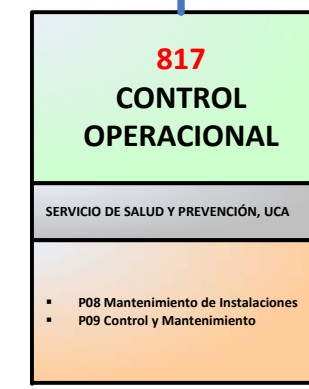 817
CONTROL
OPERACIONAL
SERVICIO DE SALUD Y PREVENCIÓN, UCA
▪ P08 Mantenimiento de Instalaciones
▪ P09 Control y Mantenimiento